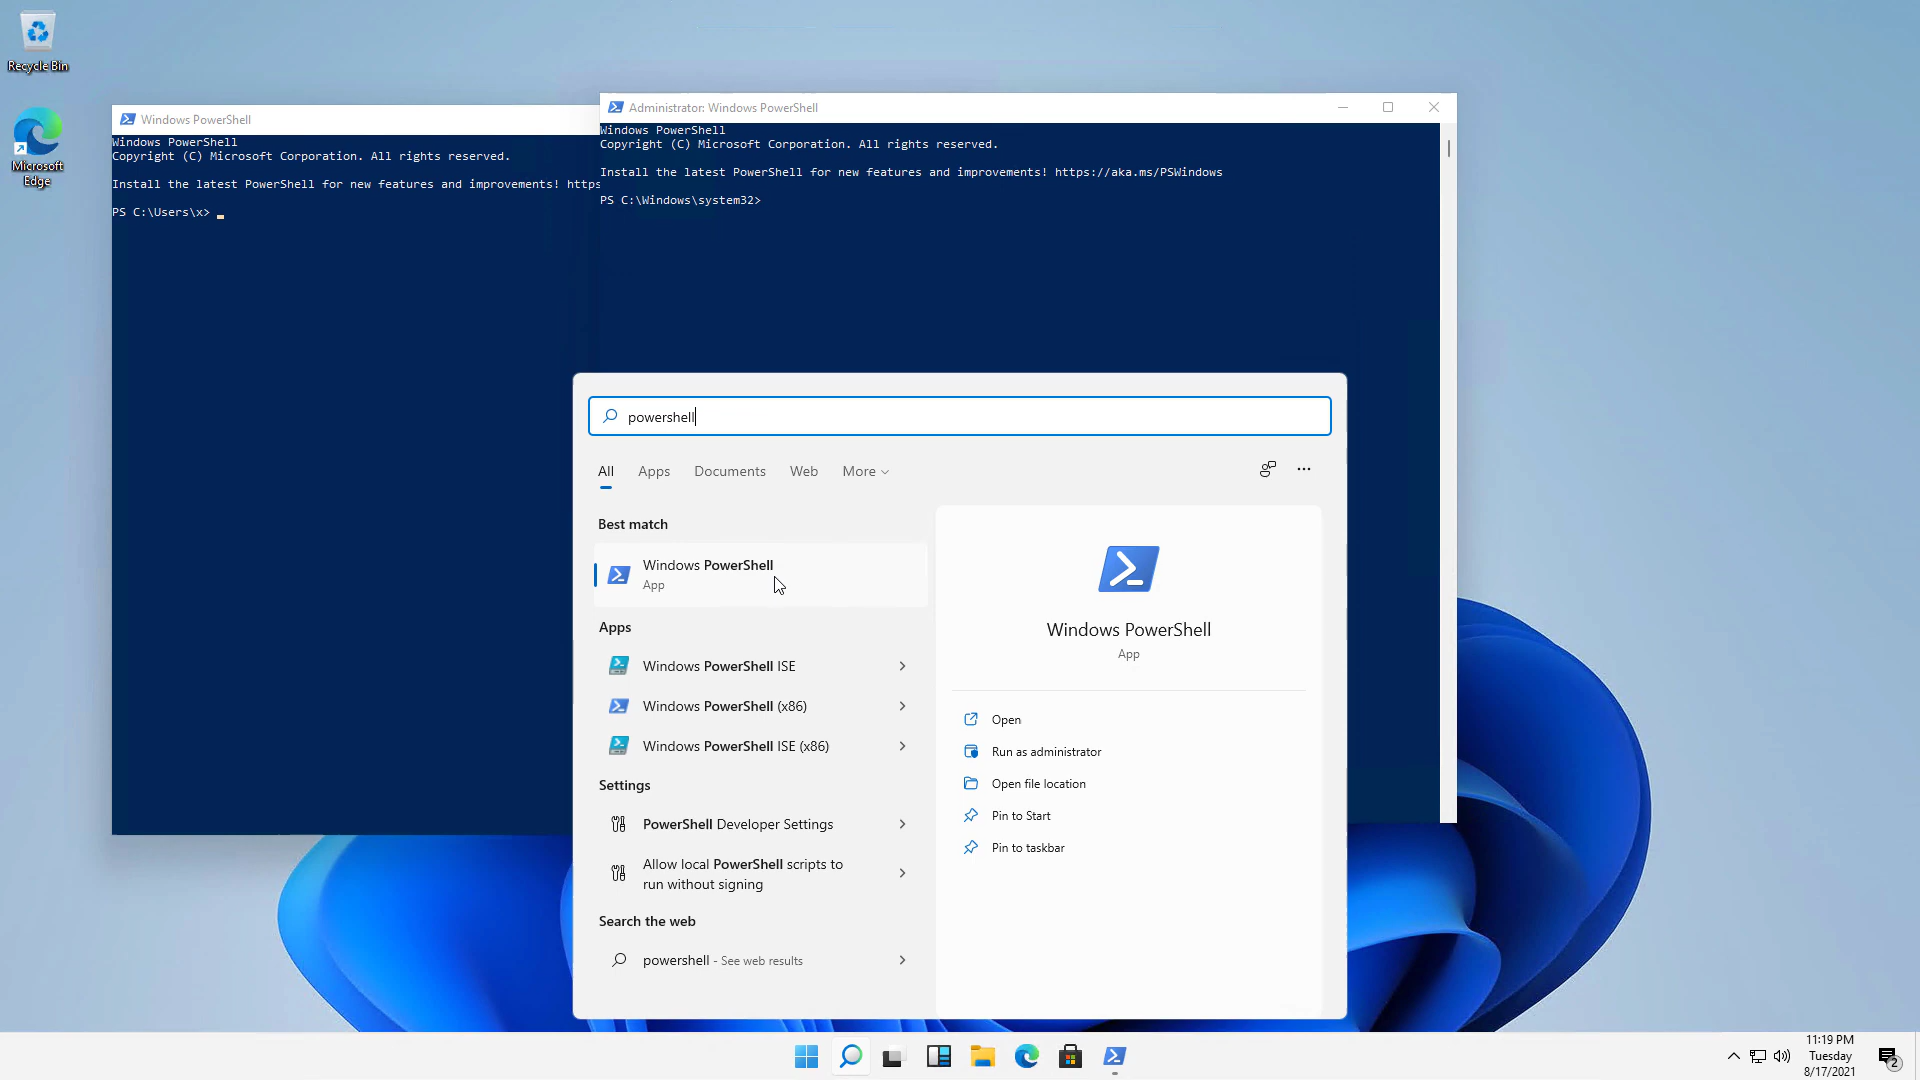 Recycle Bin
Microsoft
Edge
Windows PowerShell
Windows PowerShell
Copyright (C) Microsoft Corporation. All rights reserved.
Install the latest PowerShell for new features and improvements! https
PS C:\Users\x>
Administrator: Windows PowerShell
Windows PowerShell
Copyright (C) Microsoft Corporation. All rights reserved.
Install the latest PowerShell for new features and improvements! https://aka.ms/PSWindows
PS C:\Windows\system32>
powershell
All Apps Documents Web More
Best match
Windows PowerShell
App
Apps
Windows PowerShell ISE
Windows PowerShell (x86)
Windows PowerShell ISE (x86)
Settings
PowerShell Developer Settings
Allow local PowerShell scripts to
run without signing
Search the web
powershell - See web results
Windows PowerShell
App
Open
Run as administrator
Open file location
Pin to Start
Pin to taskbar
11:19 PM
Tuesday
8/17/2021
2